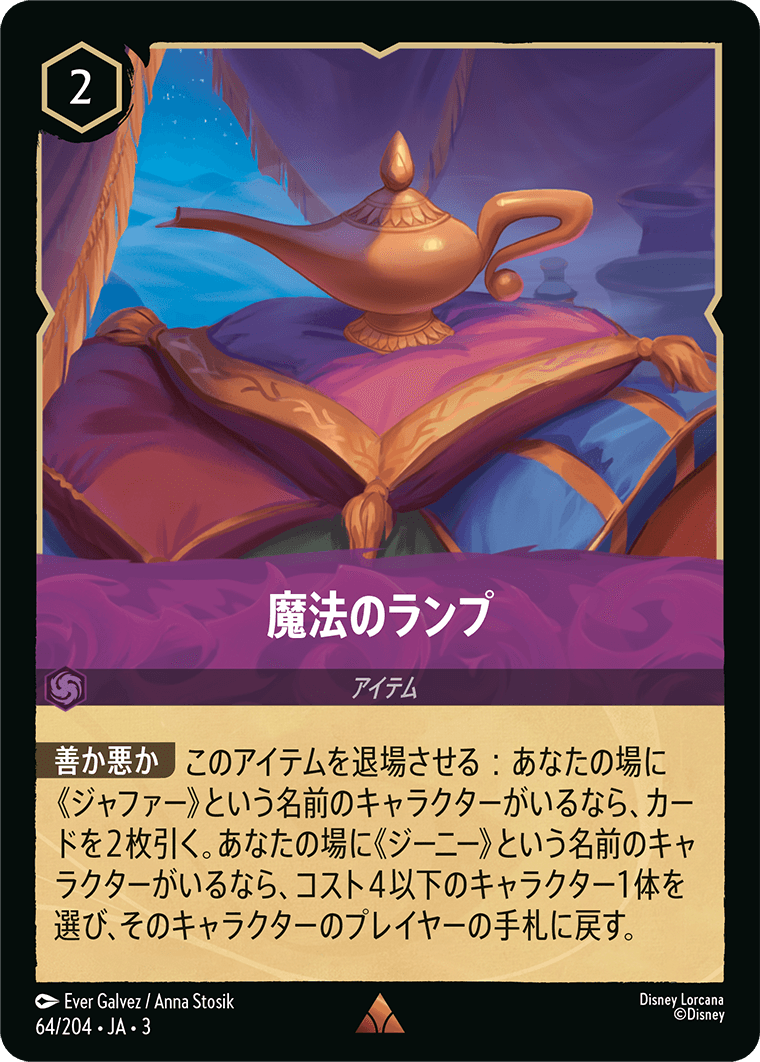 2
魔法のランプ
アイテム
善か悪か このアイテムを退場させる：あなたの場に
《ジャファー》という名前のキャラクターがいるなら、カー
ドを2枚引く。あなたの場に《ジーニー》という名前のキャ
ラクターがいるなら、コスト4以下のキャラクター1体を
選び、そのキャラクターのプレイヤーの手札に戻す。
Ever Galvez / Anna Stosik
Disney Lorcana
64/204 • JA • 3
©Disney